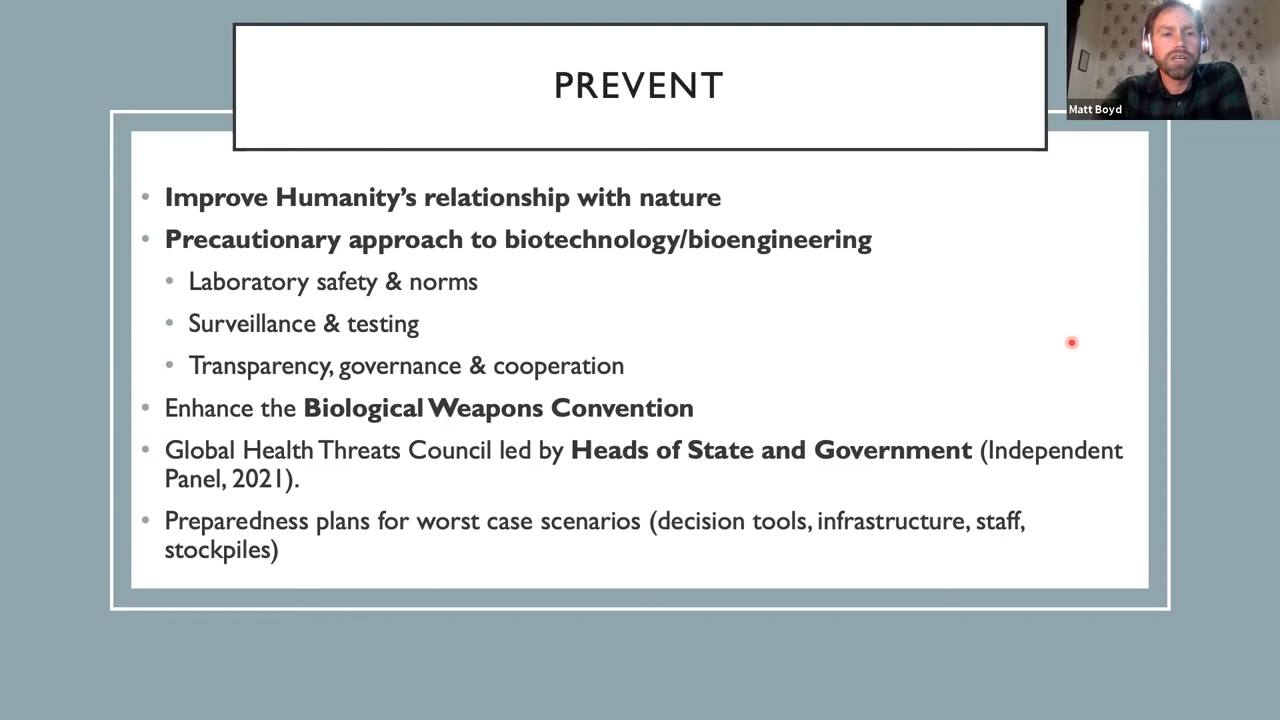 PREVENT
Matt Boyd
• Improve Humanity’s relationship with nature
• Precautionary approach to biotechnology/bioengineering
• Laboratory safety & norms
• Surveillance & testing
• Transparency, governance & cooperation
• Enhance the Biological Weapons Convention
• Global Health Threats Council led by Heads of State and Government (Independent
Panel, 2021).
• Preparedness plans for worst case scenarios (decision tools, infrastructure, staff,
stockpiles)